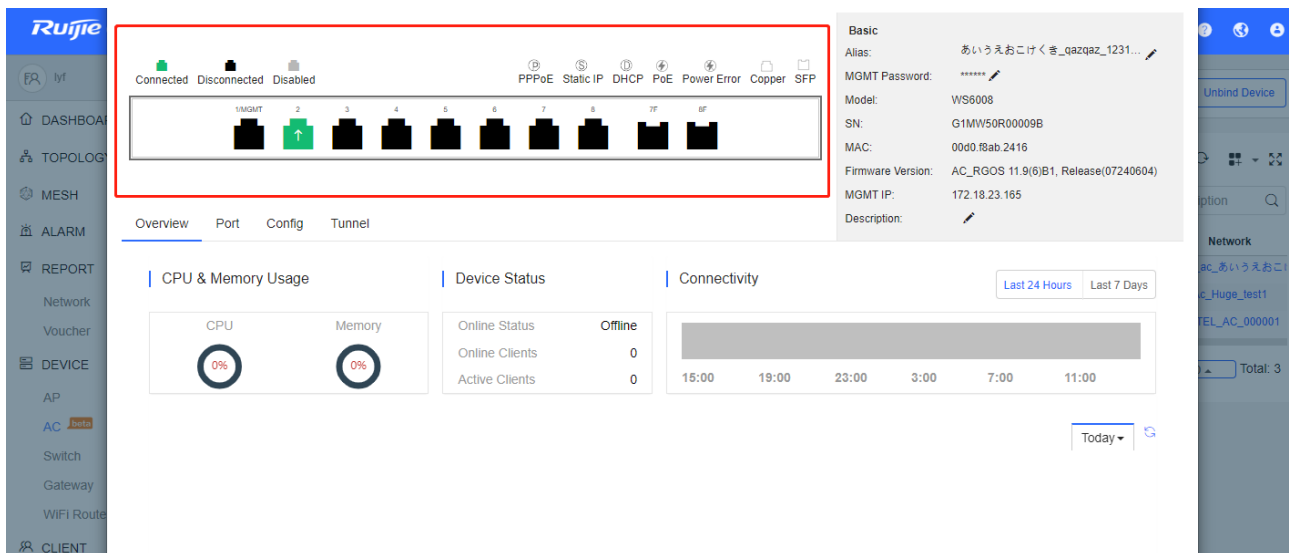 Ruijie
lyf
DASHBOAR
TOPOLOG
MESH
ALARM
REPORT
Network
Voucher
DEVICE
AP
AC beta
Switch
Gateway
WiFi Route
CLIENT
Connected Disconnected Disabled
PPPoE Static IP DHCP PoE Power Error Copper SFP
1/MGMT 2 3 4 5 6 7 8 7F 8F
Basic
Alias: あいうえおこけくき_qazqaz_1231...
MGMT Password: ******
Model: WS6008
SN: G1MW50R00009B
MAC: 00d0.f8ab.2416
Firmware Version: AC_RGOS 11.9(6)B1, Release(07240604)
MGMT IP: 172.18.23.165
Description:
Overview Port Config Tunnel
CPU & Memory Usage
CPU Memory
0% 0%
Device Status
Online Status Offline
Online Clients 0
Active Clients 0
Connectivity
Last 24 Hours Last 7 Days
15:00 19:00 23:00 3:00 7:00 11:00
Today
Unbind Device
iption
Network
_ac_あいうえおこ
c_Huge_test1
TEL_AC_000001
Total: 3